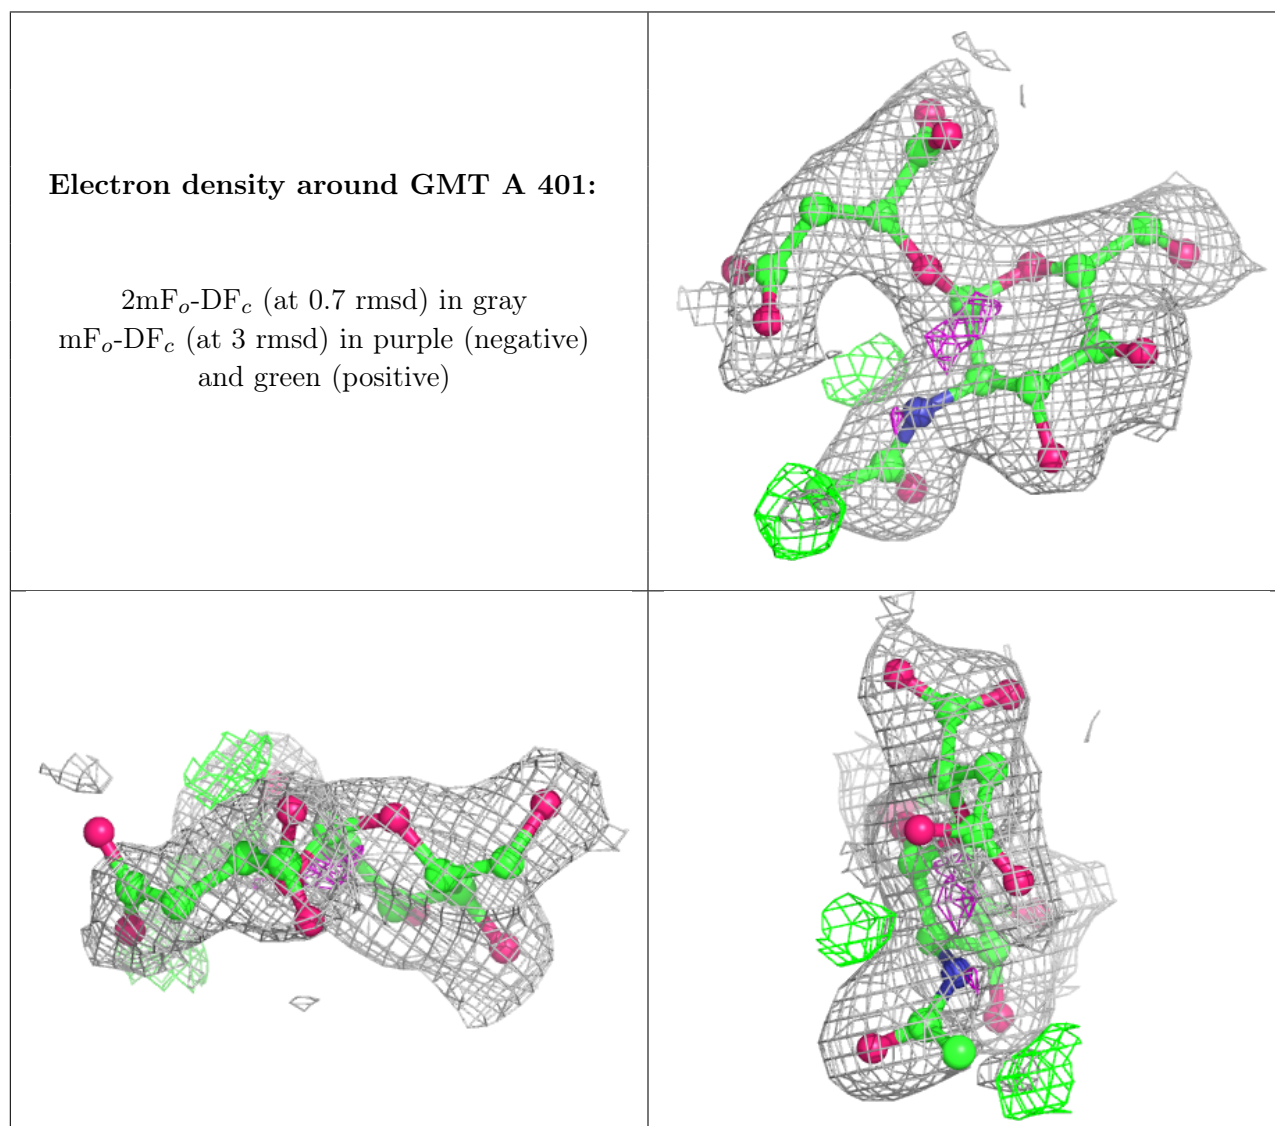 Electron density around GMT A 401:
2mFo-DFc (at 0.7 rmsd) in gray
mFo-DFc (at 3 rmsd) in purple (negative)
and green (positive)